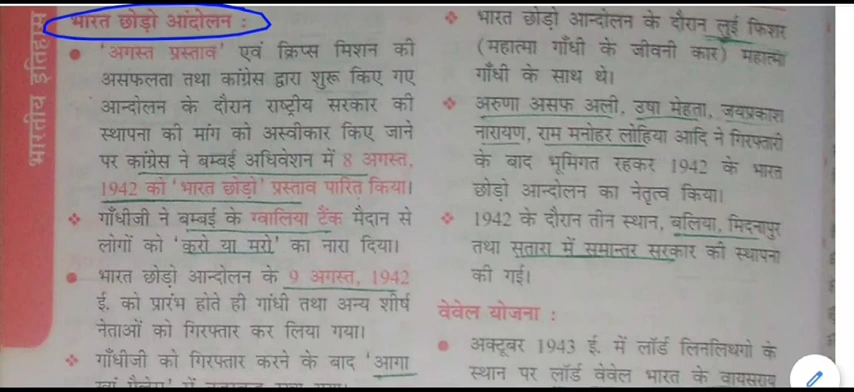 भारतीय इतिहास
भारत छोड़ो आंदोलन :
'अगस्त प्रस्ताव' एवं क्रिप्स मिशन की
असफलता तथा कांग्रेस द्वारा शुरू किए गए
आन्दोलन के दौरान राष्ट्रीय सरकार की
स्थापना की मांग को अस्वीकार किए जाने
पर कांग्रेस ने बम्बई अधिवेशन में 8 अगस्त,
1942 को 'भारत छोड़ो' प्रस्ताव पारित किया।
गाँधीजी ने बम्बई के ग्वालिया टैंक मैदान से
लोगों को 'करो या मरो' का नारा दिया।
भारत छोड़ो आन्दोलन के 9 अगस्त, 1942
ई. को प्रारंभ होते ही गांधी तथा अन्य शीर्ष
नेताओं को गिरफ्तार कर लिया गया।
गाँधीजी को गिरफ्तार करने के बाद 'आगा
भारत छोड़ो आन्दोलन के दौरान लुई फिशर
(महात्मा गाँधी के जीवनी कार) महात्मा
गाँधी के साथ थे।
अरुणा असफ अली, उषा मेहता, जयप्रकाश
नारायण, राम मनोहर लोहिया आदि ने गिरफ्तारी
के बाद भूमिगत रहकर 1942 के भारत
छोड़ो आन्दोलन का नेतृत्व किया।
1942 के दौरान तीन स्थान, बलिया, मिदनापुर
तथा सतारा में समान्तर सरकार की स्थापना
की गई।
वेवेल योजना :
अक्टूबर 1943 ई. में लॉर्ड लिनलिथगो के
स्थान पर लॉर्ड वेवेल भारत के वायसराय